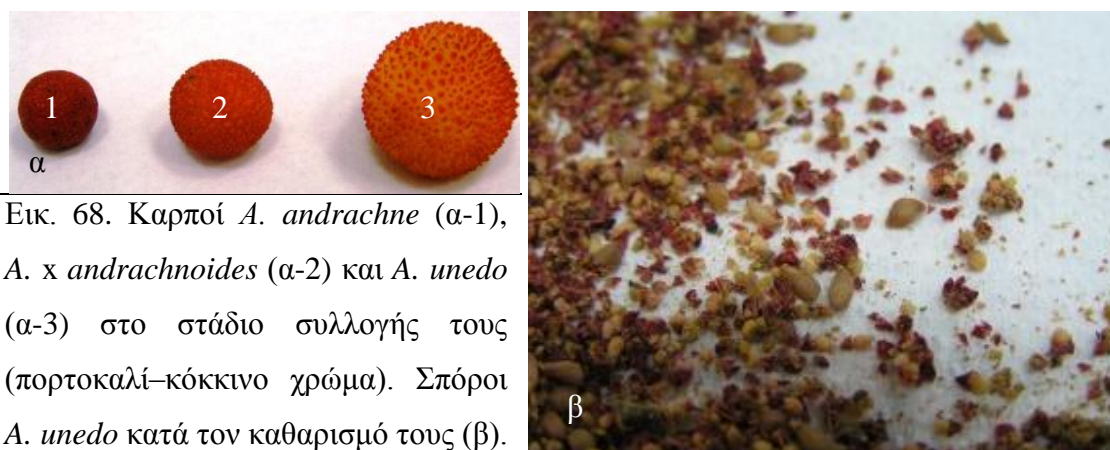 1 2 3
α
Εικ. 68. Καρποί A. andrachne (α-1),
A. x andrachnoides (α-2) και A. unedo
(α-3) στο στάδιο συλλογής τους
(πορτοκαλί–κόκκινο χρώμα). Σπόροι
A. unedo κατά τον καθαρισμό τους (β).
β